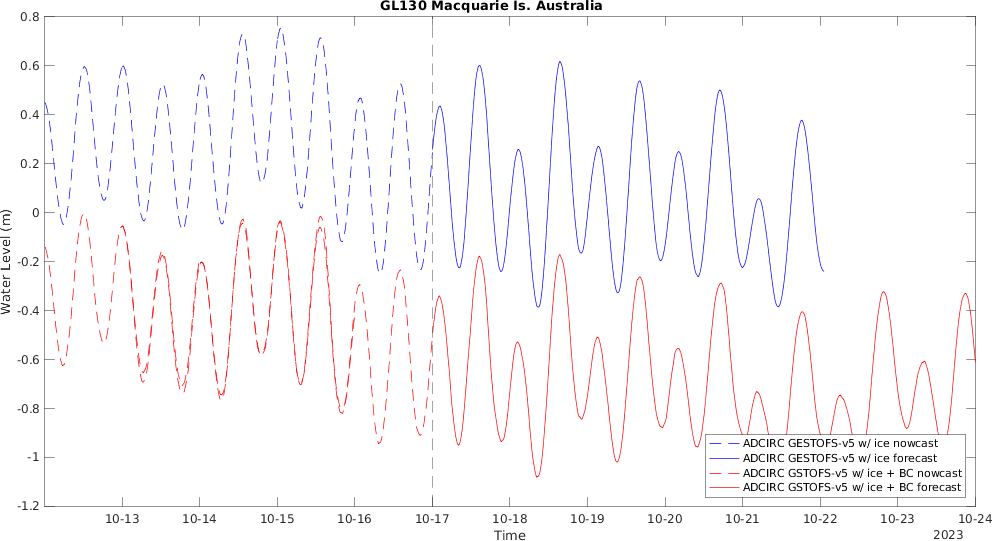 GL130 Macquarie Is. Australia
0.8
0.6
0.4
0.2
0
-0.2
-0.4
-0.6
-0.8
-1
-1.2
Water Level (m)
ADCIRC GESTOFS-v5 w/ ice nowcast
ADCIRC GESTOFS-v5 w/ ice forecast
ADCIRC GSTOFS-v5 w/ ice + BC nowcast
ADCIRC GSTOFS-v5 w/ ice + BC forecast
10-13 10-14 10-15 10-16 10-17 10-18 10-19 10-20 10-21 10-22 10-23 10-24
Time
2023